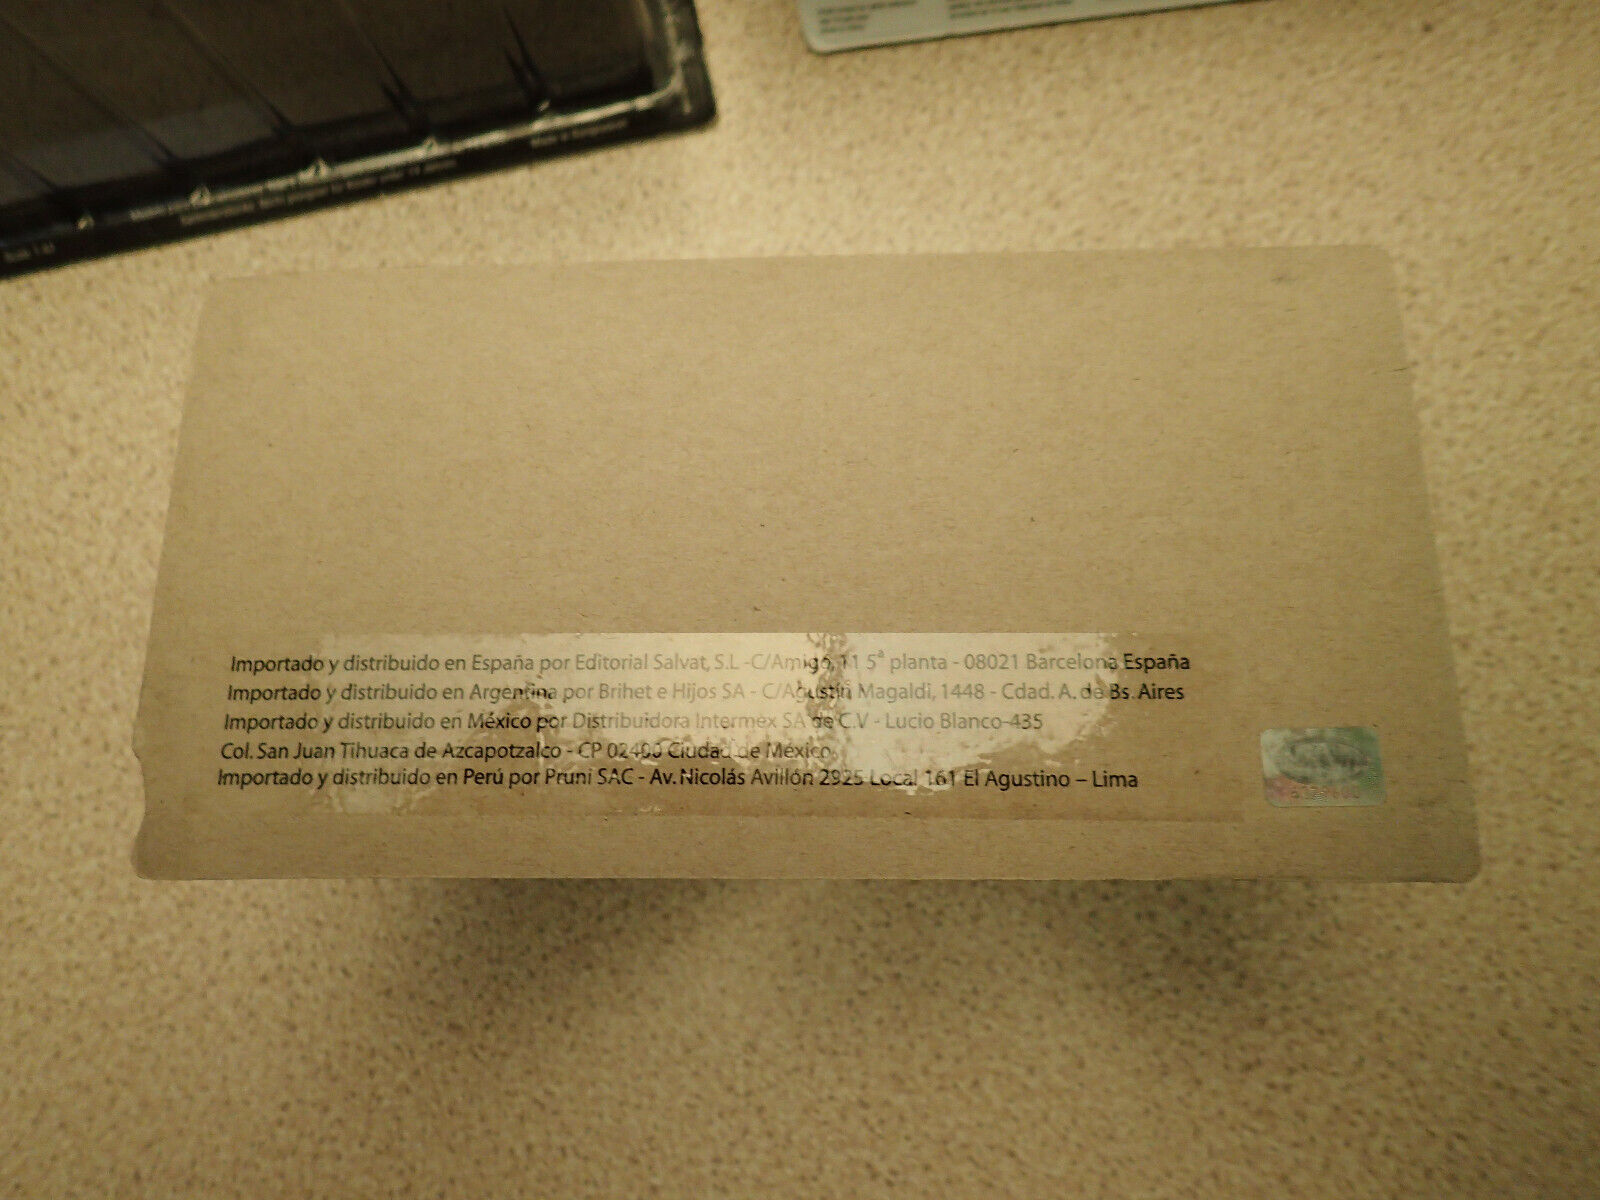 Importado y distribuido en España por Editorial Salvat, S.L -C/Amigó, 11 5ª planta - 08021 Barcelona España
Importado y distribuido en Argentina por Brihet e Hijos SA - C/Agustín Magaldi, 1448 - Cdad. A. de Bs. Aires
Importado y distribuido en México por Distribuidora Intermex SA de C.V - Lucio Blanco-435
Col. San Juan Tihuaca de Azcapotzalco - CP 02400 Ciudad de México
Importado y distribuido en Perú por Pruni SAC - Av. Nicolás Avillón 2925 Local 161 El Agustino – Lima